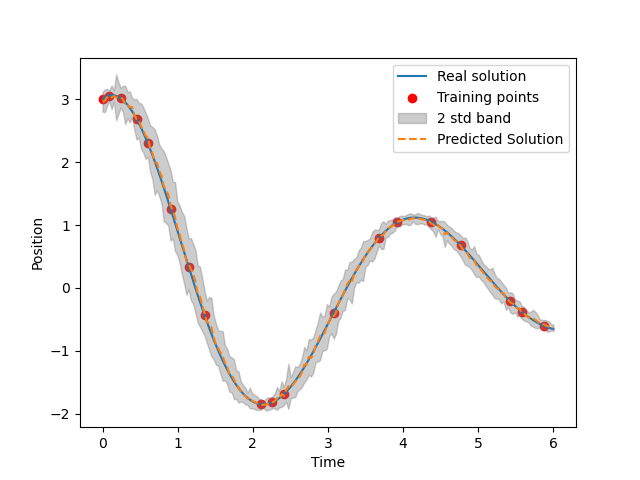 Real solution
Training points
2 std band
Predicted Solution
3
2
1
0
−1
−2
Position
0 1 2 3 4 5 6
Time